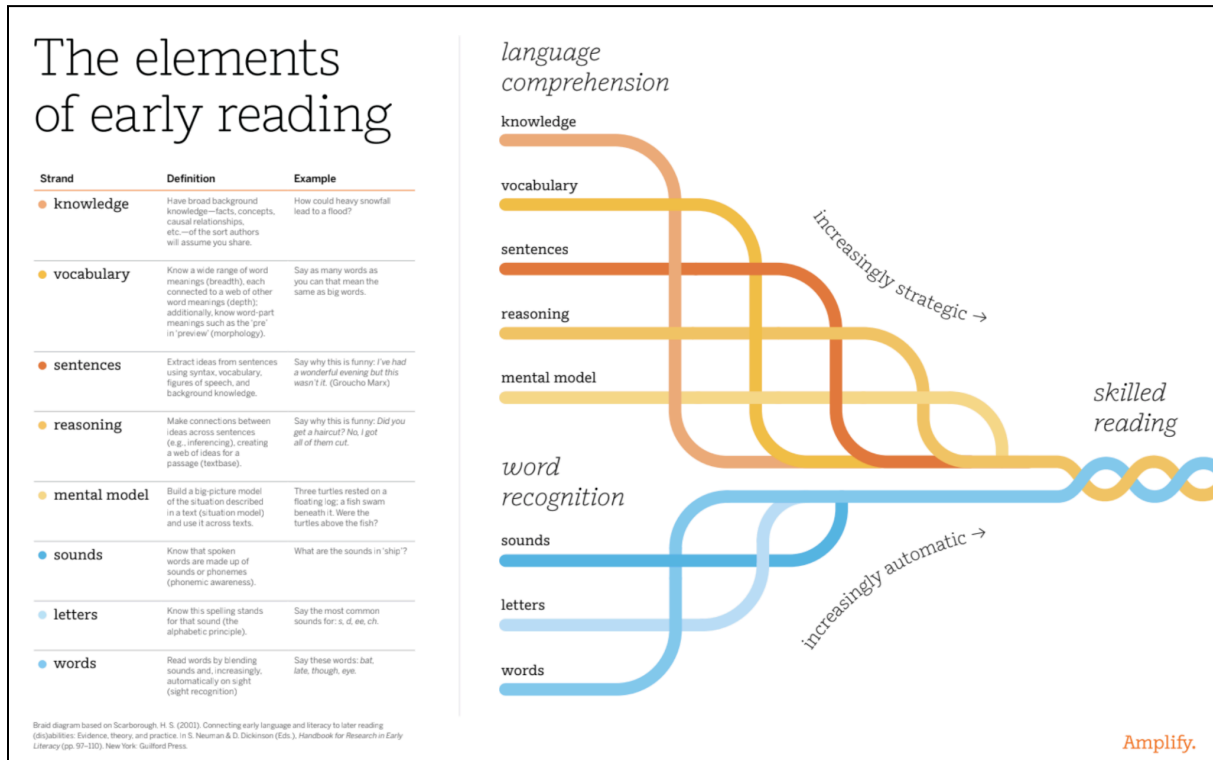 The elements
of early reading
Strand Definition Example
knowledge
Have broad background
knowledge—facts, concepts,
causal relationships,
etc.—of the sort authors
will assume you share.
How could heavy snowfall
lead to a flood?
vocabulary
Know a wide range of word
meanings (breadth), each
connected to a web of other
word meanings (depth);
additionally, know word-part
meanings such as the 'pre'
in 'preview' (morphology).
Say as many words as
you can that mean the
same as big words.
sentences
Extract ideas from sentences
using syntax, vocabulary,
figures of speech, and
background knowledge.
Say why this is funny: I've had
a wonderful evening but this
wasn't it. (Groucho Marx)
reasoning
Make connections between
ideas across sentences
(e.g., inferencing), creating
a web of ideas for a
passage (textbase).
Say why this is funny: Did you
get a haircut? No, I got
all of them cut.
mental model
Build a big-picture model
of the situation described
in a text (situation model)
and use it across texts.
Three turtles rested on a
floating log; a fish swam
beneath it. Were the
turtles above the fish?
sounds
Know that spoken
words are made up of
sounds or phonemes
(phonemic awareness).
What are the sounds in 'ship'?
letters
Know this spelling stands
for that sound (the
alphabetic principle).
Say the most common
sounds for: s, d, ee, ch.
words
Read words by blending
sounds and, increasingly,
automatically on sight
(sight recognition)
Say these words: bat,
late, though, eye.
Braid diagram based on Scarborough, H. S. (2001). Connecting early language and literacy to later reading
(dis)abilities: Evidence, theory, and practice. in S. Neuman & D. Dickinson (Eds.), Handbook for Research in Early
Literacy (pp. 97–110). New York: Guilford Press.
language
comprehension
knowledge
vocabulary
sentences
reasoning
mental model
increasingly strategic →
skilled
reading
word
recognition
sounds
letters
words
increasingly automatic →
Amplify.